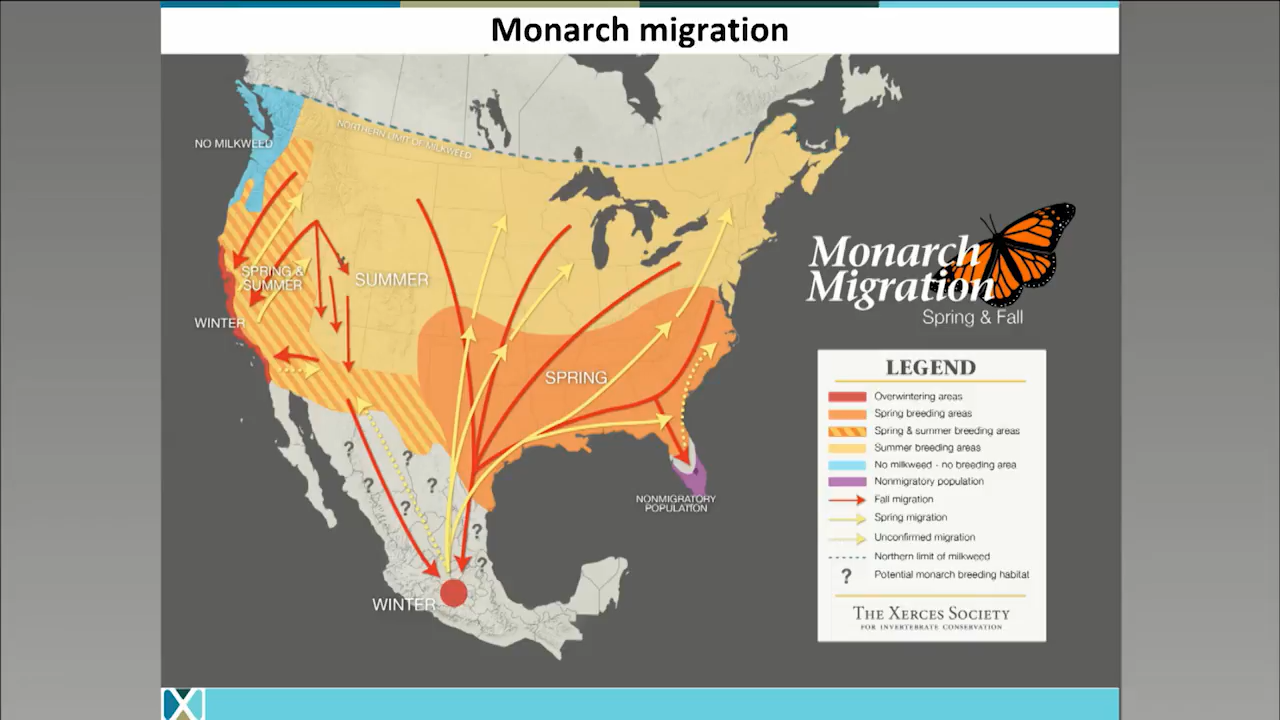 Monarch migration
NORTHERN LIMIT OF MILKWEED
NO MILKWEED
SPRING &
SUMMER
SUMMER
WINTER
SPRING
NONMIGRATORY
POPULATION
WINTER
?
?
?
?
?
?
?
Monarch
Migration
Spring & Fall
LEGEND
Overwintering areas
Spring breeding areas
Spring & summer breeding areas
Summer breeding areas
No milkweed - no breeding area
Nonmigratory population
Fall migration
Spring migration
Unconfirmed migration
Northern limit of milkweed
? Potential monarch breeding habitat
THE XERCES SOCIETY
FOR INVERTEBRATE CONSERVATION
X